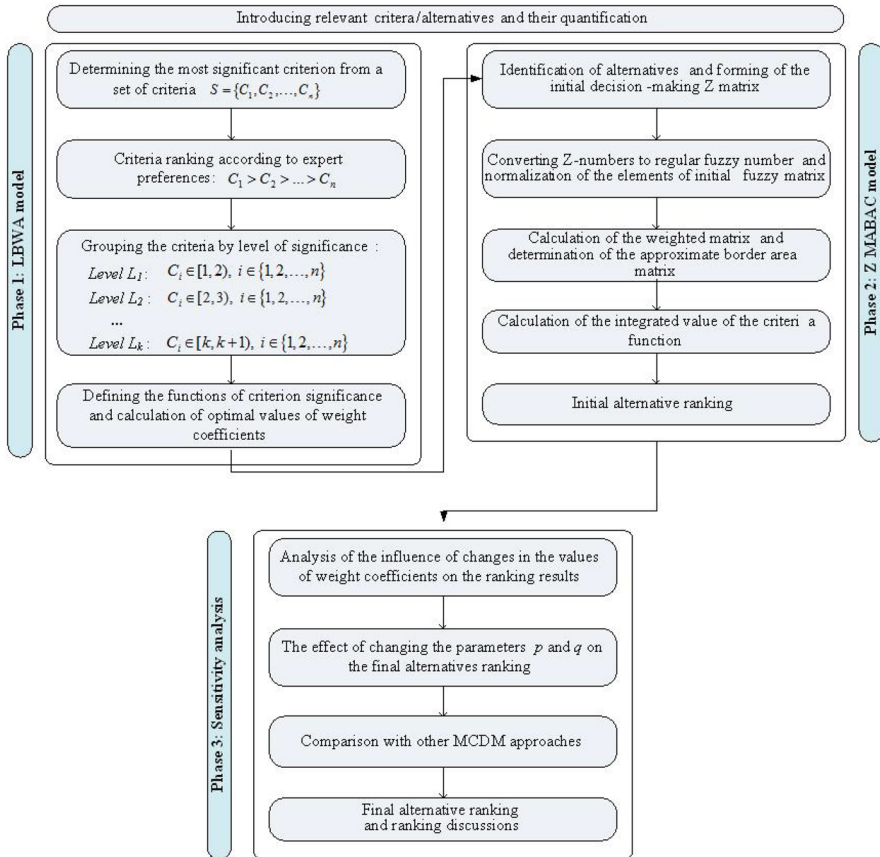 Introducing relevant critera/alternatives and their quantification
Phase 1: LBWA model
Determining the most significant criterion from a
set of criteria S = {C₁, C₂, ..., Cₙ}
Criteria ranking according to expert
preferences: C₁ > C₂ > ... > Cₙ
Grouping the criteria by level of significance :
Level L₁: Cᵢ ∈ [1, 2), i ∈ {1, 2, ..., n}
Level L₂: Cᵢ ∈ [2, 3), i ∈ {1, 2, ..., n}
...
Level Lₖ: Cᵢ ∈ [k, k+1), i ∈ {1, 2, ..., n}
Defining the functions of criterion significance
and calculation of optimal values of weight
coefficients
Phase 2: Z MABAC model
Identification of alternatives and forming of the
initial decision -making Z matrix
Converting Z-numbers to regular fuzzy number and
normalization of the elements of initial fuzzy matrix
Calculation of the weighted matrix and
determination of the approximate border area
matrix
Calculation of the integrated value of the criteri a
function
Initial alternative ranking
Phase 3: Sensitivity analysis
Analysis of the influence of changes in the values
of weight coefficients on the ranking results
The effect of changing the parameters p and q on
the final alternatives ranking
Comparison with other MCDM approaches
Final alternative ranking
and ranking discussions